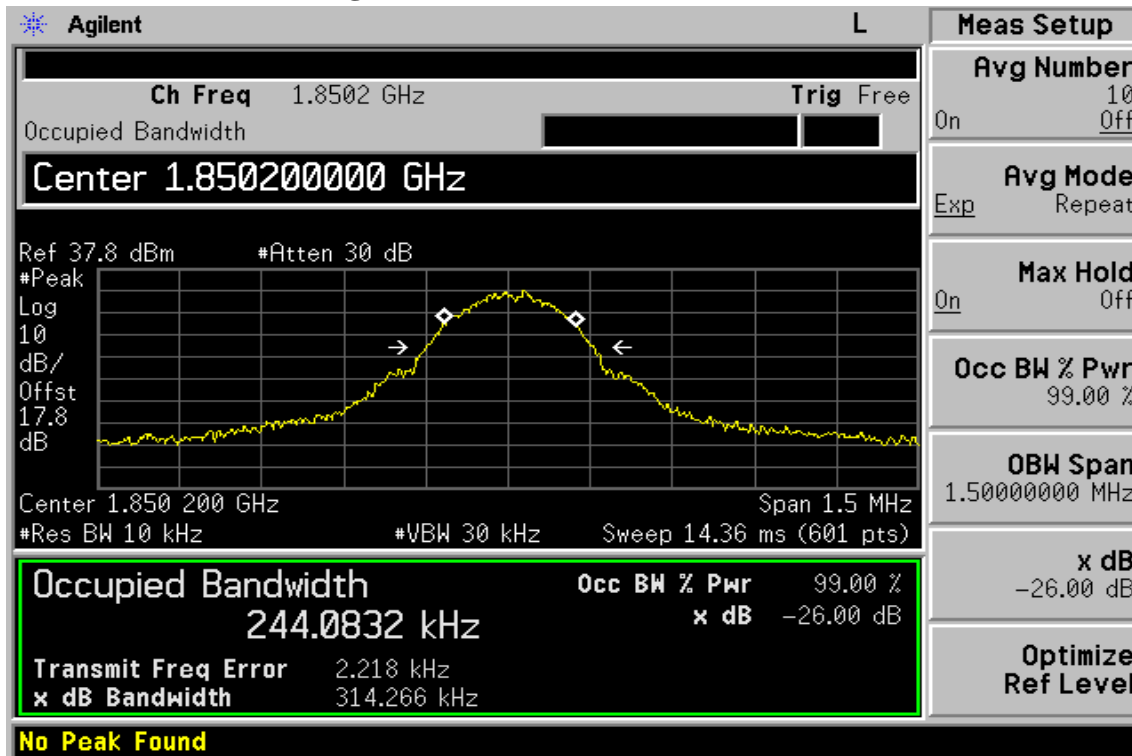 Agilent L
Ch Freq 1.8502 GHz Trig Free
Occupied Bandwidth
Center 1.850200000 GHz
Ref 37.8 dBm #Atten 30 dB
#Peak
Log
10
dB/
Offst
17.8
dB
Center 1.850 200 GHz Span 1.5 MHz
#Res BW 10 kHz #VBW 30 kHz Sweep 14.36 ms (601 pts)
Occupied Bandwidth Occ BW % Pwr 99.00 %
244.0832 kHz x dB -26.00 dB
Transmit Freq Error 2.218 kHz
x dB Bandwidth 314.266 kHz
No Peak Found
Meas Setup
Avg Number
10
On Off
Avg Mode
Exp Repeat
Max Hold
On Off
Occ BW % Pwr
99.00 %
OBW Span
1.50000000 MHz
x dB
-26.00 dB
Optimize
Ref Level